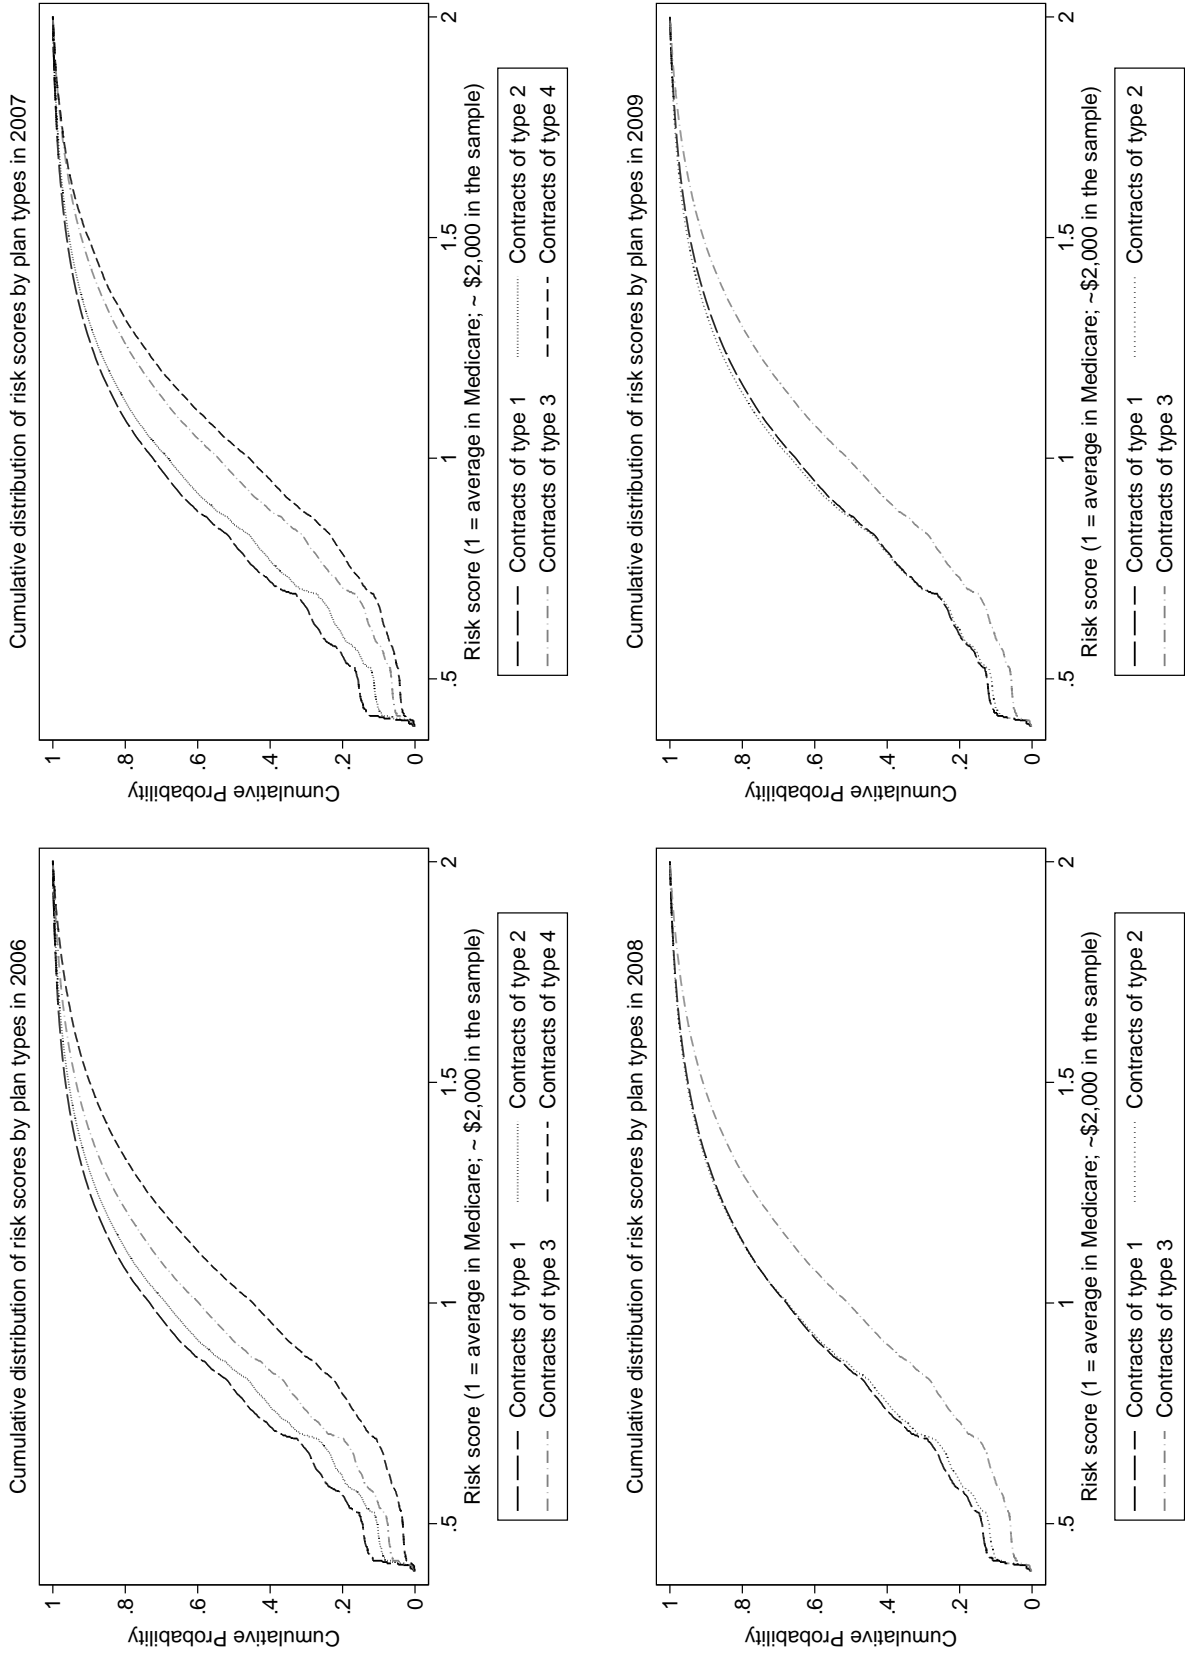 Cumulative distribution of risk scores by plan types in 2006
Cumulative Probability
0
.2
.4
.6
.8
1
.5
1
1.5
2
Risk score (1 = average in Medicare; ~ $2,000 in the sample)
Contracts of type 1
Contracts of type 2
Contracts of type 3
Contracts of type 4
Cumulative distribution of risk scores by plan types in 2007
Cumulative Probability
0
.2
.4
.6
.8
1
.5
1
1.5
2
Risk score (1 = average in Medicare; ~ $2,000 in the sample)
Contracts of type 1
Contracts of type 2
Contracts of type 3
Contracts of type 4
Cumulative distribution of risk scores by plan types in 2008
Cumulative Probability
0
.2
.4
.6
.8
1
.5
1
1.5
2
Risk score (1 = average in Medicare; ~$2,000 in the sample)
Contracts of type 1
Contracts of type 2
Contracts of type 3
Cumulative distribution of risk scores by plan types in 2009
Cumulative Probability
0
.2
.4
.6
.8
1
.5
1
1.5
2
Risk score (1 = average in Medicare; ~$2,000 in the sample)
Contracts of type 1
Contracts of type 2
Contracts of type 3